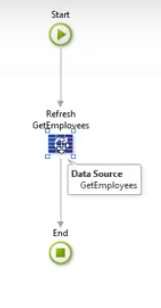 Start
Refresh
GetEmployees
Data Source
GetEmployees
End